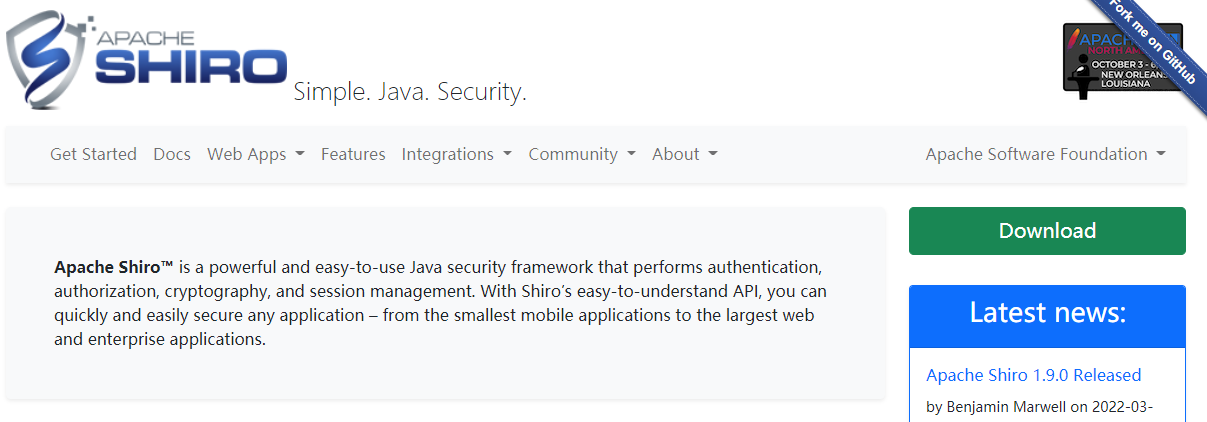 APACHE
SHIRO
Simple. Java. Security.
APACHE
NORTH
OCTOBER 3 - 6,
NEW ORLEANS
LOUISIANA
Fork me on GitHub
Get Started Docs Web Apps Features Integrations Community About Apache Software Foundation
Download
Apache Shiro™ is a powerful and easy-to-use Java security framework that performs authentication,
authorization, cryptography, and session management. With Shiro’s easy-to-understand API, you can
quickly and easily secure any application – from the smallest mobile applications to the largest web
and enterprise applications.
Latest news:
Apache Shiro 1.9.0 Released
by Benjamin Marwell on 2022-03-